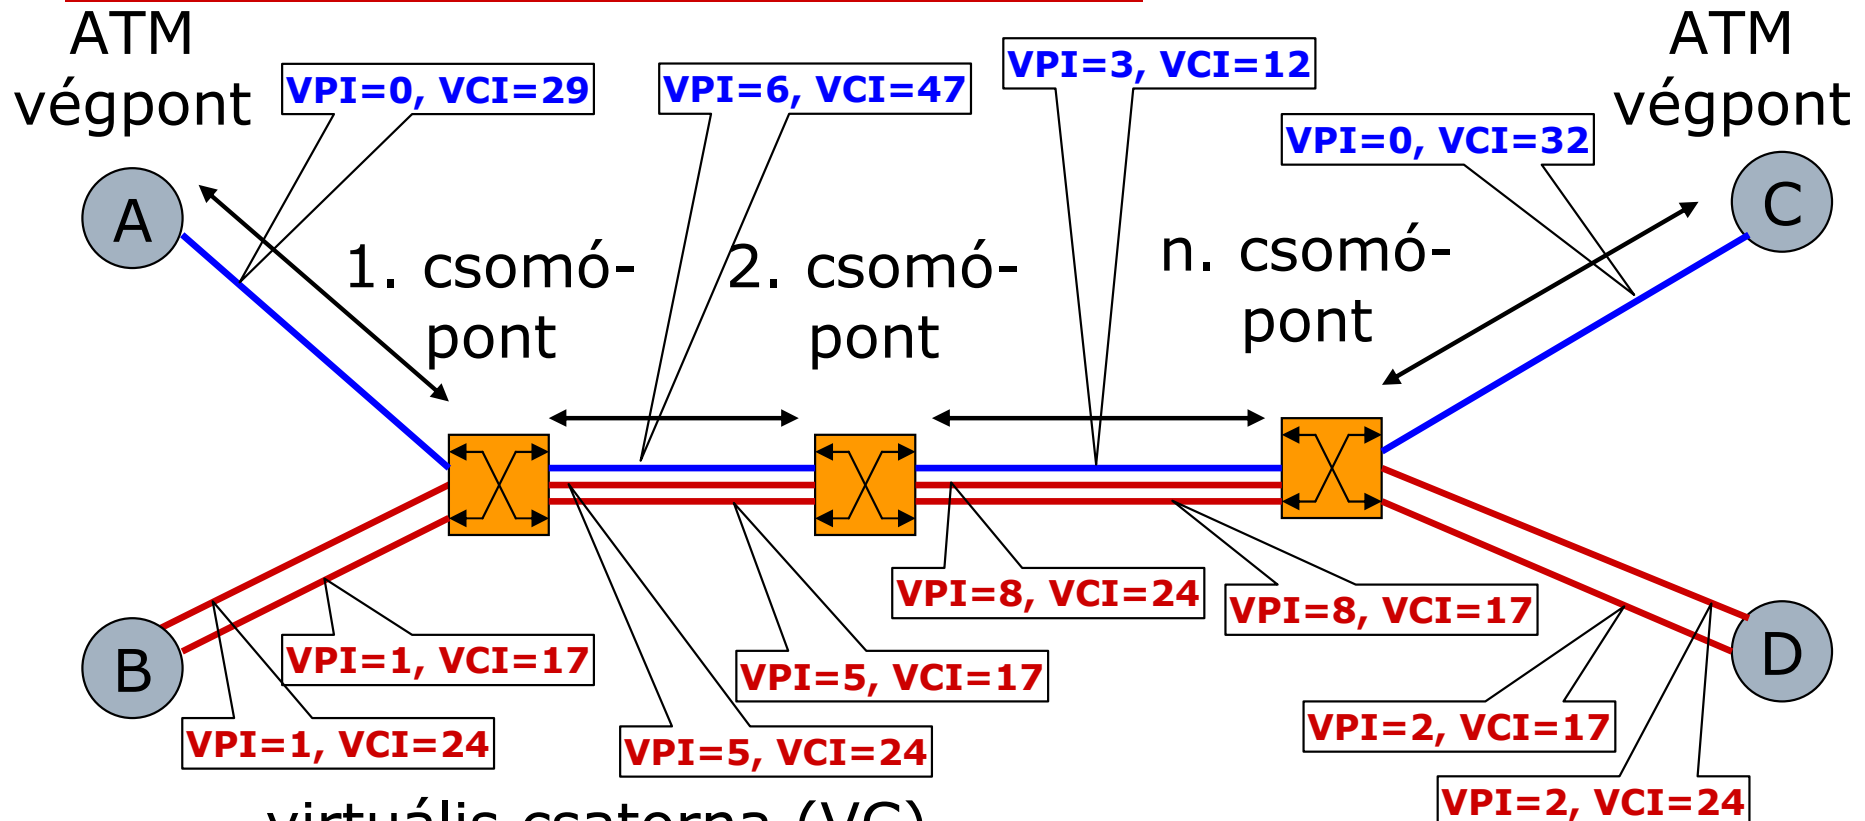 ATM
végpont
ATM
végpont
VPI=0, VCI=29
VPI=6, VCI=47
VPI=3, VCI=12
VPI=0, VCI=32
A
C
1. csomó-
pont
2. csomó-
pont
n. csomó-
pont
B
D
VPI=1, VCI=17
VPI=1, VCI=24
VPI=5, VCI=17
VPI=5, VCI=24
VPI=8, VCI=24
VPI=8, VCI=17
VPI=2, VCI=17
VPI=2, VCI=24
virtuális csatorna (VC)